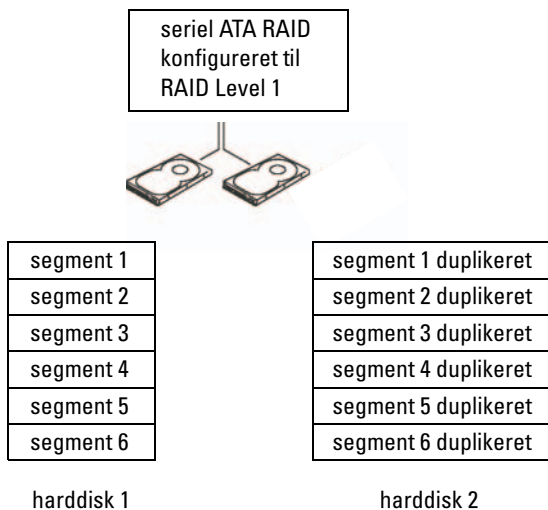 seriel ATA RAID
konfigureret til
RAID Level 1
segment 1
segment 2
segment 3
segment 4
segment 5
segment 6
segment 1 duplikeret
segment 2 duplikeret
segment 3 duplikeret
segment 4 duplikeret
segment 5 duplikeret
segment 6 duplikeret
harddisk 1
harddisk 2